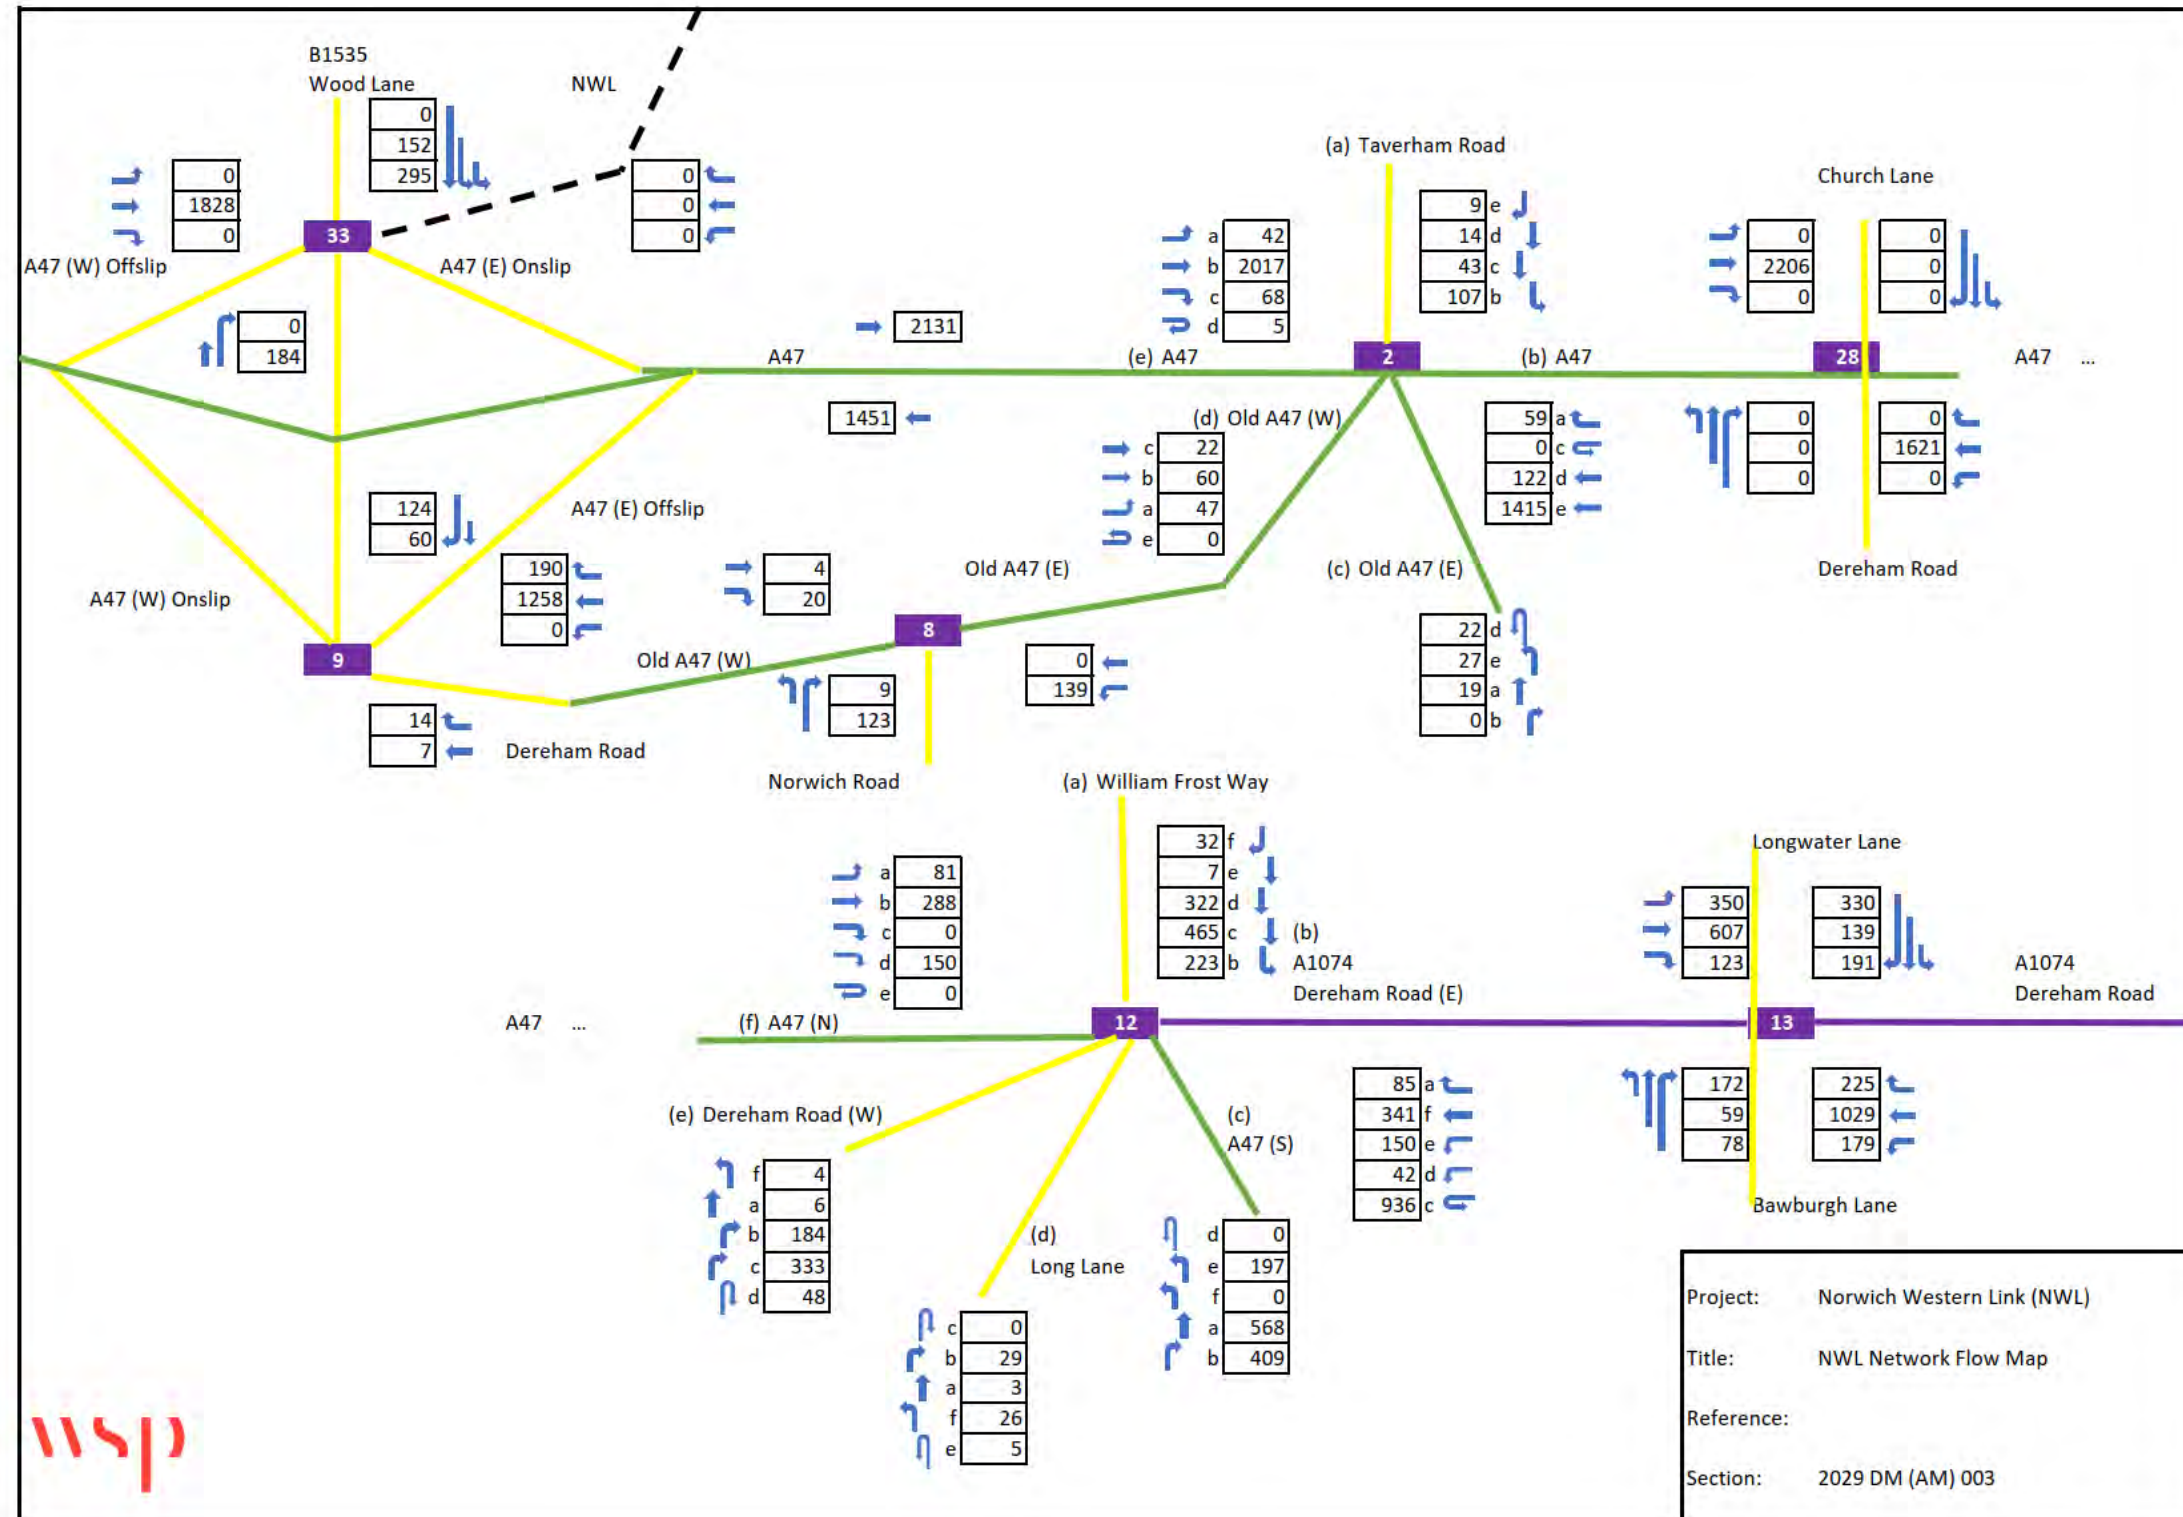 B1535
Wood Lane
NWL
0
152
295
0
1828
0
0
0
0
33
A47 (W) Offslip
A47 (E) Onslip
0
184
2131
A47
1451
(a) Taverham Road
9 e
14 d
43 c
107 b
a 42
b 2017
c 68
d 5
2
(e) A47
(b) A47
Church Lane
0
2206
0
0
0
0
28
A47 ...
(d) Old A47 (W)
c 22
b 60
a 47
e 0
59 a
0 c
122 d
1415 e
0
0
0
0
1621
0
Dereham Road
124
60
A47 (E) Offslip
190
1258
0
A47 (W) Onslip
9
4
20
Old A47 (E)
8
(c) Old A47 (E)
22 d
27 e
19 a
0 b
Old A47 (W)
0
139
9
123
14
7
Dereham Road
Norwich Road
(a) William Frost Way
32 f
7 e
322 d
465 c
223 b
a 81
b 288
c 0
d 150
e 0
(b)
A1074
Dereham Road (E)
Longwater Lane
350
607
123
330
139
191
A1074
Dereham Road
A47 ...
(f) A47 (N)
12
13
85 a
341 f
150 e
42 d
936 c
172
59
78
225
1029
179
Bawburgh Lane
(e) Dereham Road (W)
f 4
a 6
b 184
c 333
d 48
(c)
A47 (S)
(d)
Long Lane
d 0
e 197
f 0
a 568
b 409
c 0
b 29
a 3
f 26
e 5
wsp
Project: Norwich Western Link (NWL)
Title: NWL Network Flow Map
Reference:
Section: 2029 DM (AM) 003